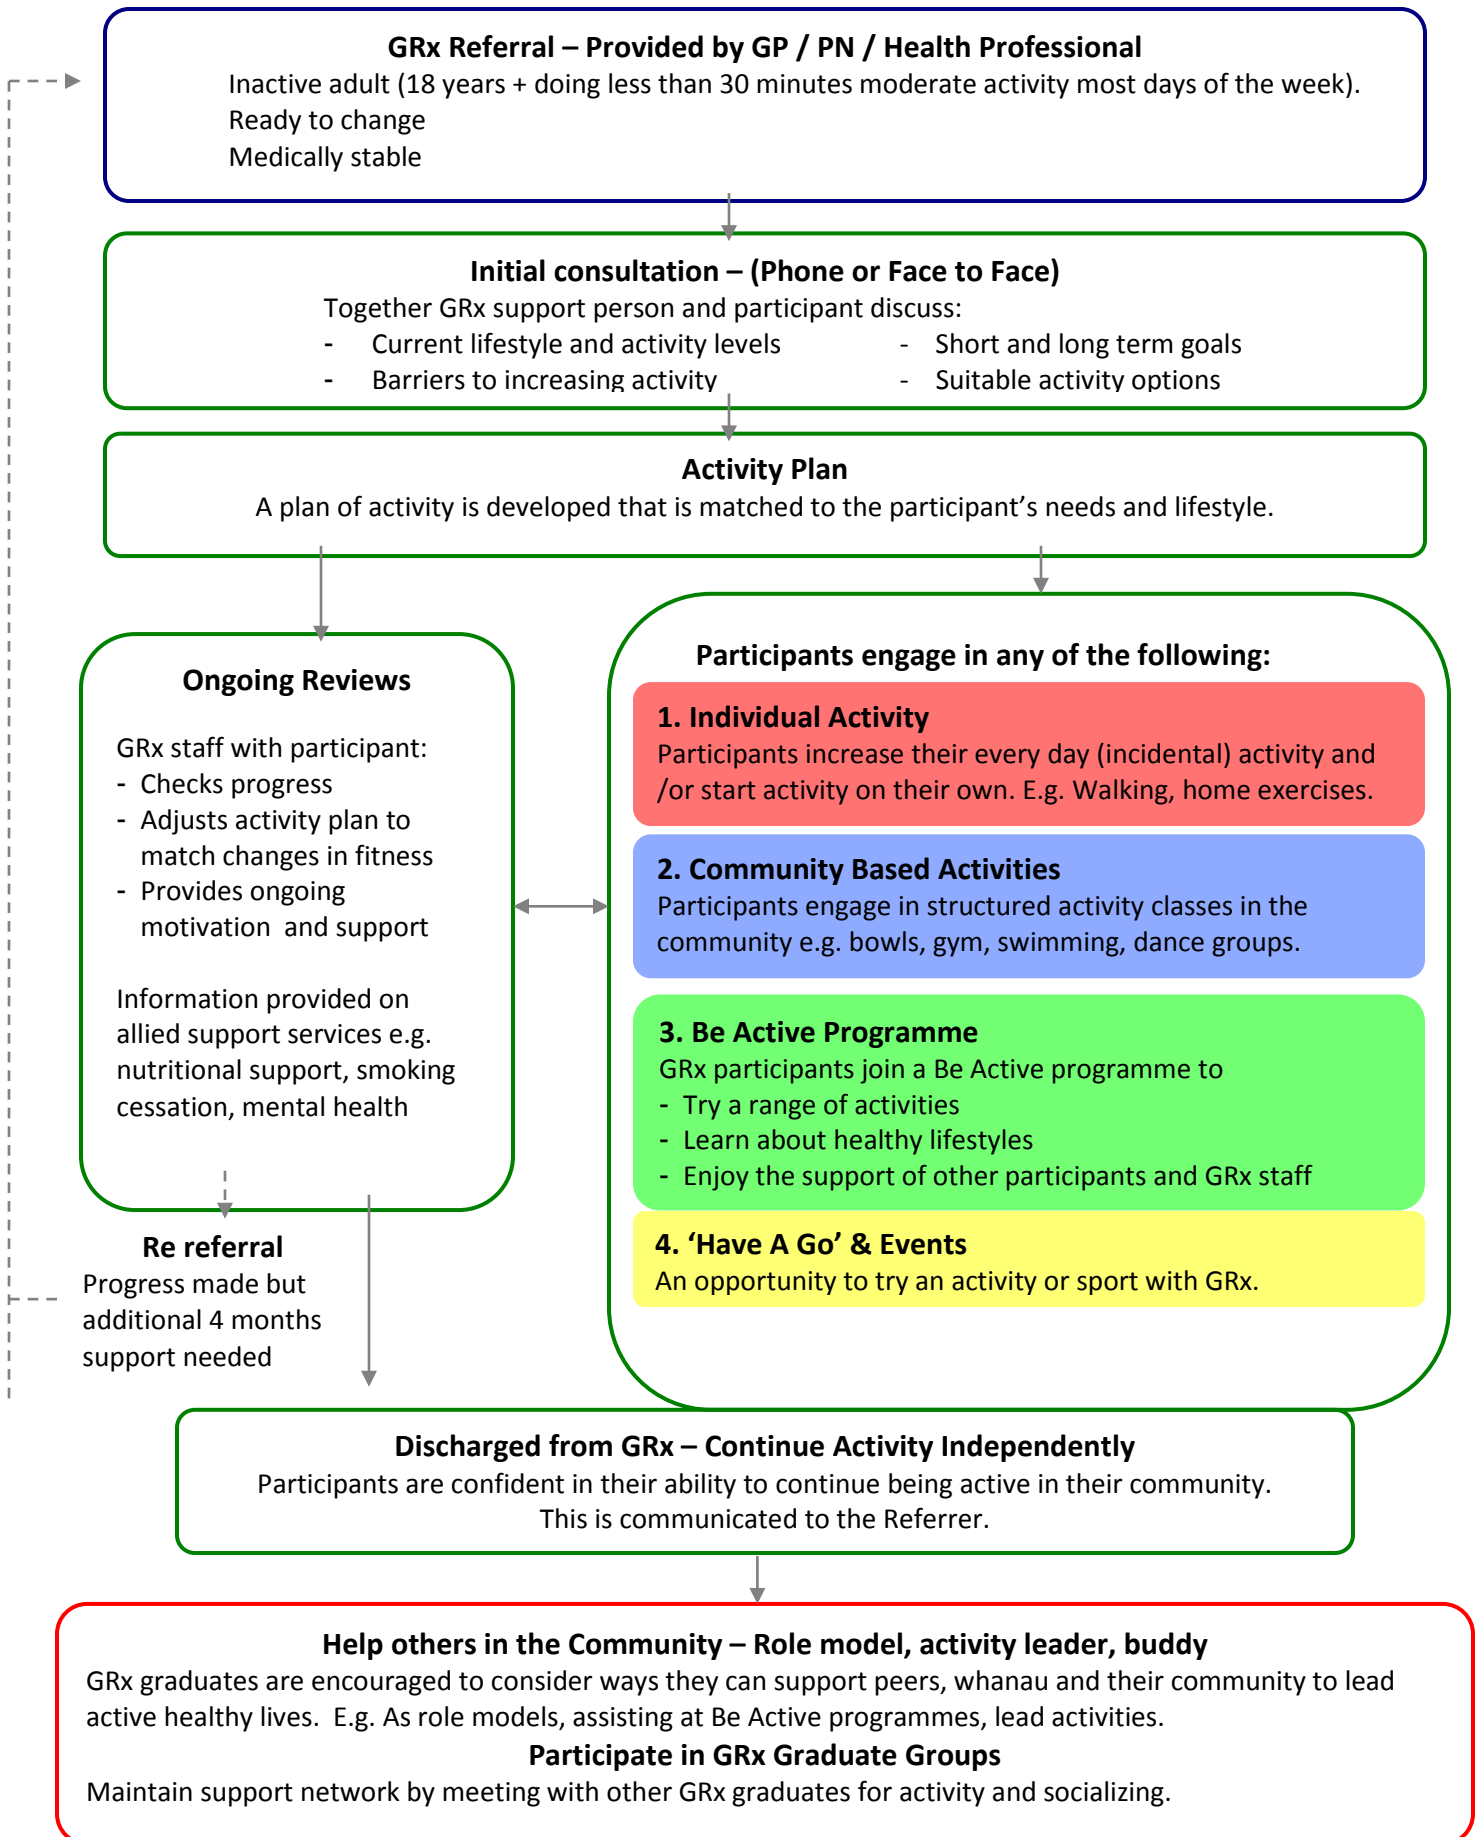 GRx Referral – Provided by GP / PN / Health Professional
Inactive adult (18 years + doing less than 30 minutes moderate activity most days of the week).
Ready to change
Medically stable
Initial consultation – (Phone or Face to Face)
Together GRx support person and participant discuss:
- Current lifestyle and activity levels
- Barriers to increasing activity
- Short and long term goals
- Suitable activity options
Activity Plan
A plan of activity is developed that is matched to the participant’s needs and lifestyle.
Ongoing Reviews
GRx staff with participant:
- Checks progress
- Adjusts activity plan to
match changes in fitness
- Provides ongoing
motivation and support
Information provided on
allied support services e.g.
nutritional support, smoking
cessation, mental health
Participants engage in any of the following:
1. Individual Activity
Participants increase their every day (incidental) activity and
/or start activity on their own. E.g. Walking, home exercises.
2. Community Based Activities
Participants engage in structured activity classes in the
community e.g. bowls, gym, swimming, dance groups.
3. Be Active Programme
GRx participants join a Be Active programme to
- Try a range of activities
- Learn about healthy lifestyles
- Enjoy the support of other participants and GRx staff
4. ‘Have A Go’ & Events
An opportunity to try an activity or sport with GRx.
Re referral
Progress made but
additional 4 months
support needed
Discharged from GRx – Continue Activity Independently
Participants are confident in their ability to continue being active in their community.
This is communicated to the Referrer.
Help others in the Community – Role model, activity leader, buddy
GRx graduates are encouraged to consider ways they can support peers, whanau and their community to lead
active healthy lives. E.g. As role models, assisting at Be Active programmes, lead activities.
Participate in GRx Graduate Groups
Maintain support network by meeting with other GRx graduates for activity and socializing.